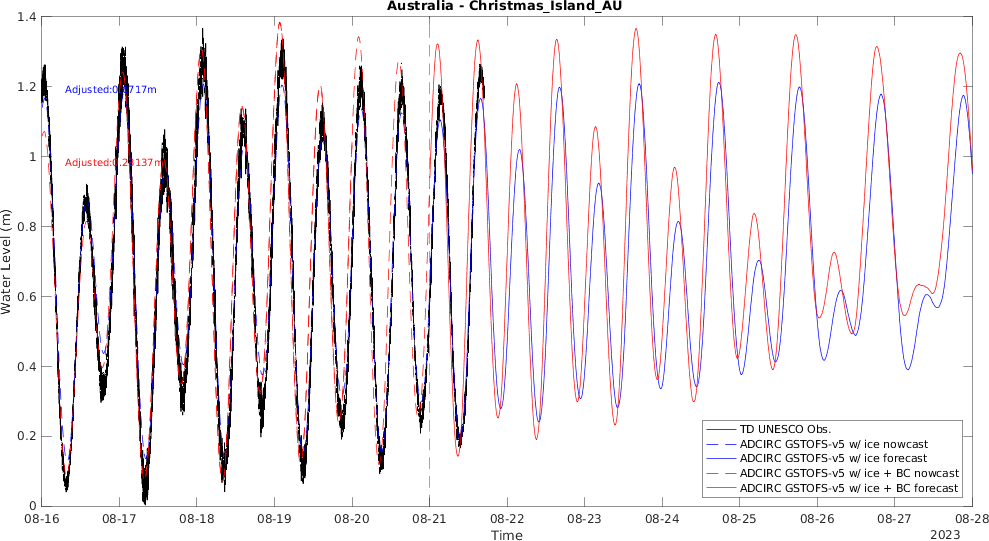 Australia - Christmas_Island_AU
1.4
1.2
1
0.8
0.6
0.4
0.2
0
Water Level (m)
Adjusted:
Adjusted:
TD UNESCO Obs.
ADCIRC GSTOFS-v5 w/ ice nowcast
ADCIRC GSTOFS-v5 w/ ice forecast
ADCIRC GSTOFS-v5 w/ ice + BC nowcast
ADCIRC GSTOFS-v5 w/ ice + BC forecast
08-16 08-17 08-18 08-19 08-20 08-21 08-22 08-23 08-24 08-25 08-26 08-27 08-28
Time
2023